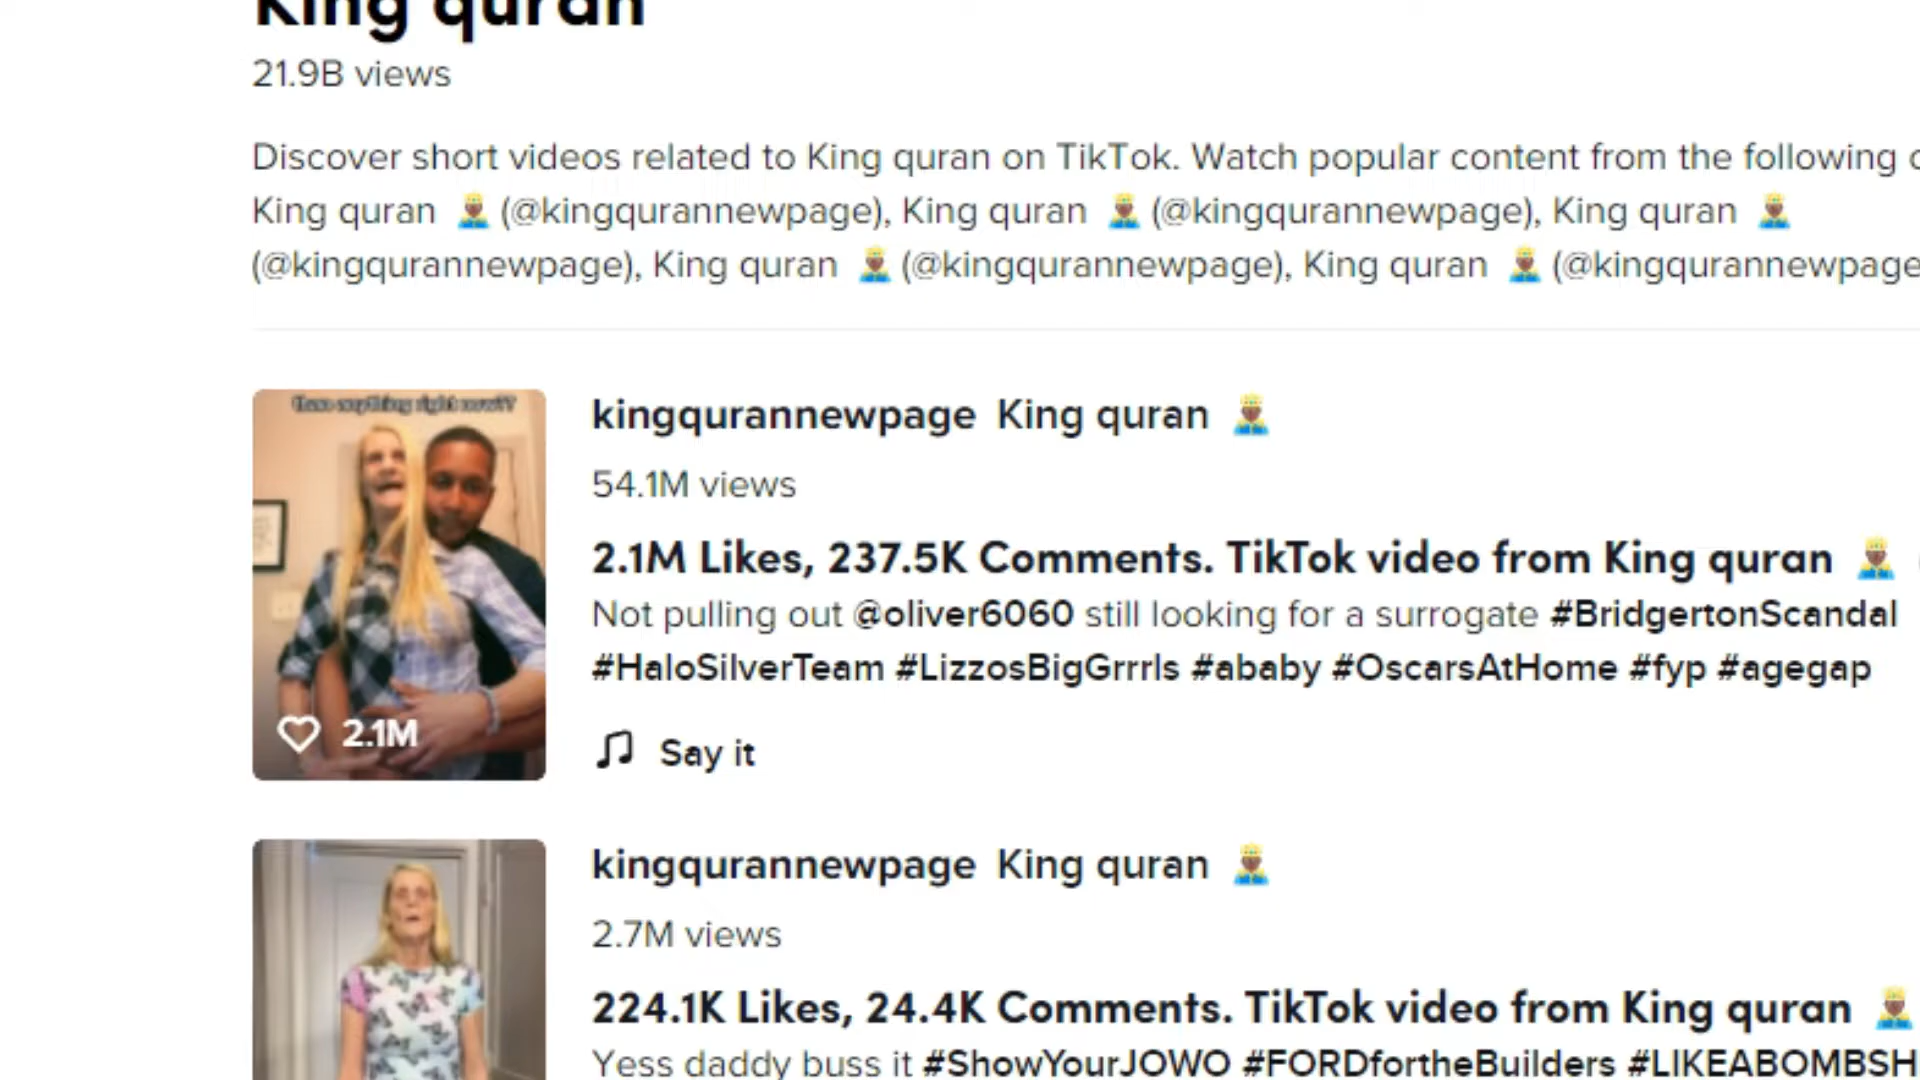 King quran
21.9B views
Discover short videos related to King quran on TikTok. Watch popular content from the following
King quran 🤴🏾 (@kingqurannewpage), King quran 🤴🏾 (@kingqurannewpage), King quran 🤴🏾
(@kingqurannewpage), King quran 🤴🏾 (@kingqurannewpage), King quran 🤴🏾 (@kingqurannewpage
than anything right now??
kingqurannewpage King quran 🤴🏾
54.1M views
2.1M Likes, 237.5K Comments. TikTok video from King quran 🤴🏾 (
Not pulling out @oliver6060 still looking for a surrogate #BridgertonScandal
#HaloSilverTeam #LizzosBigGrrrls #ababy #OscarsAtHome #fyp #agegap
2.1M
Say it
kingqurannewpage King quran 🤴🏾
2.7M views
224.1K Likes, 24.4K Comments. TikTok video from King quran 🤴🏾
Yess daddy buss it #ShowYourJOWO #FORDfortheBuilders #LIKEABOMBSH